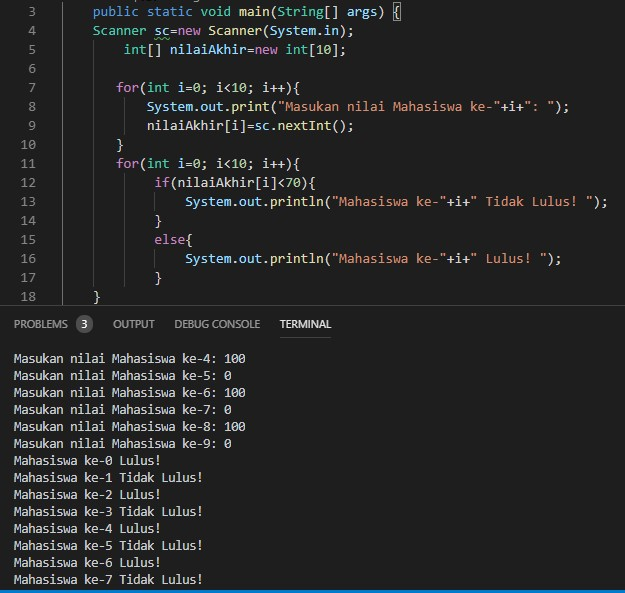 3 public static void main(String[] args) {
4 Scanner sc=new Scanner(System.in);
5 int[] nilaiAkhir=new int[10];
6
7 for(int i=0; i<10; i++){
8 System.out.print("Masukan nilai Mahasiswa ke-"+i+": ");
9 nilaiAkhir[i]=sc.nextInt();
10 }
11 for(int i=0; i<10; i++){
12 if(nilaiAkhir[i]<70){
13 System.out.println("Mahasiswa ke-"+i+" Tidak Lulus! ");
14 }
15 else{
16 System.out.println("Mahasiswa ke-"+i+" Lulus! ");
17 }
18 }
PROBLEMS 3 OUTPUT DEBUG CONSOLE TERMINAL
Masukan nilai Mahasiswa ke-4: 100
Masukan nilai Mahasiswa ke-5: 0
Masukan nilai Mahasiswa ke-6: 100
Masukan nilai Mahasiswa ke-7: 0
Masukan nilai Mahasiswa ke-8: 100
Masukan nilai Mahasiswa ke-9: 0
Mahasiswa ke-0 Lulus!
Mahasiswa ke-1 Tidak Lulus!
Mahasiswa ke-2 Lulus!
Mahasiswa ke-3 Tidak Lulus!
Mahasiswa ke-4 Lulus!
Mahasiswa ke-5 Tidak Lulus!
Mahasiswa ke-6 Lulus!
Mahasiswa ke-7 Tidak Lulus!